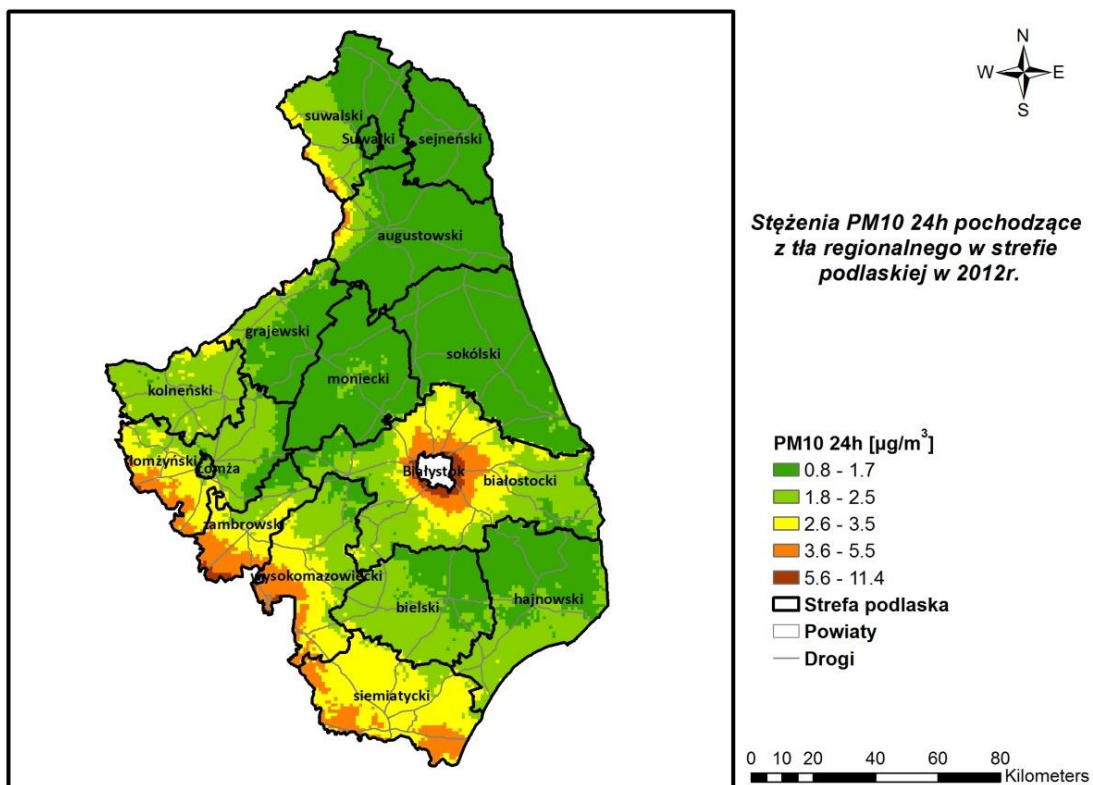 N
W E
S
suwalski
Suwałki
sejneński
augustowski
grajewski
sokólski
moniecki
kolneński
łomżyński
Łomża
Białystok
białostocki
zambrowski
wysokomazowiecki
bielski
hajnowski
siemiatycki
Stężenia PM10 24h pochodzące
z tła regionalnego w strefie
podlaskiej w 2012r.
PM10 24h [µg/m³]
0.8 - 1.7
1.8 - 2.5
2.6 - 3.5
3.6 - 5.5
5.6 - 11.4
Strefa podlaska
Powiaty
Drogi
0 10 20 40 60 80
Kilometers